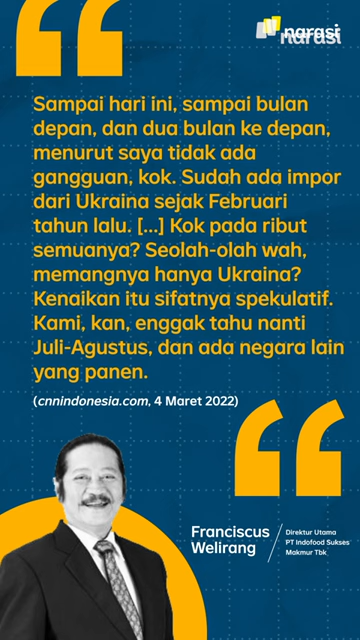 narasi
Sampai hari ini, sampai bulan
depan, dan dua bulan ke depan,
menurut saya tidak ada
gangguan, kok. Sudah ada impor
dari Ukraina sejak Februari
tahun lalu. [...] Kok pada ribut
semuanya? Seolah-olah wah,
memangnya hanya Ukraina?
Kenaikan itu sifatnya spekulatif.
Kami, kan, enggak tahu nanti
Juli-Agustus, dan ada negara lain
yang panen.
(cnnindonesia.com, 4 Maret 2022)
Franciscus
Welirang
Direktur Utama
PT Indofood Sukses
Makmur Tbk